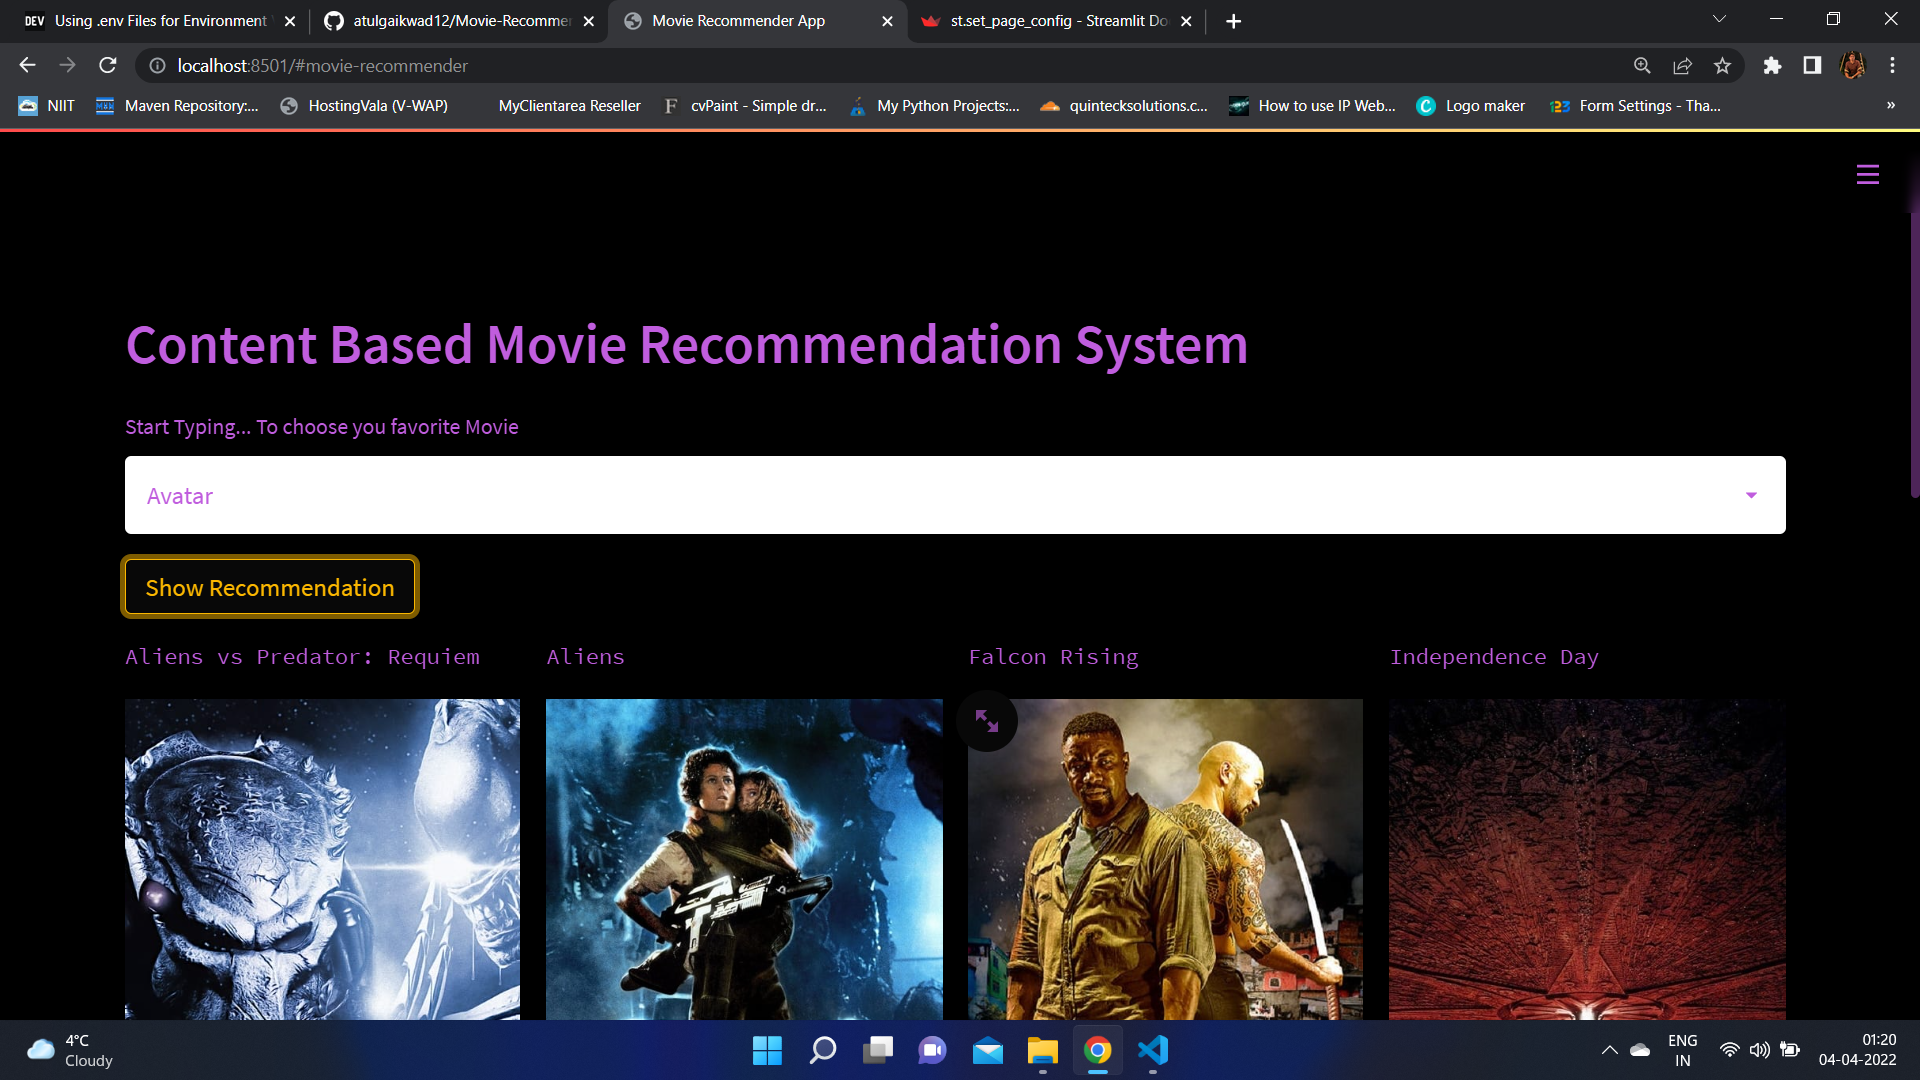 DEV Using .env Files for Environment
atulgaikwad12/Movie-Recommer
Movie Recommender App
st.set_page_config - Streamlit Do
localhost:8501/#movie-recommender
NIIT
Maven Repository:...
HostingVala (V-WAP)
MyClientarea Reseller
F cvPaint - Simple dr...
My Python Projects:...
quintecksolutions.c...
How to use IP Web...
C Logo maker
123 Form Settings - Tha...
»
Content Based Movie Recommendation System
Start Typing... To choose you favorite Movie
Avatar
Show Recommendation
Aliens vs Predator: Requiem
Aliens
Falcon Rising
Independence Day
4°C
Cloudy
ENG
IN
01:20
04-04-2022